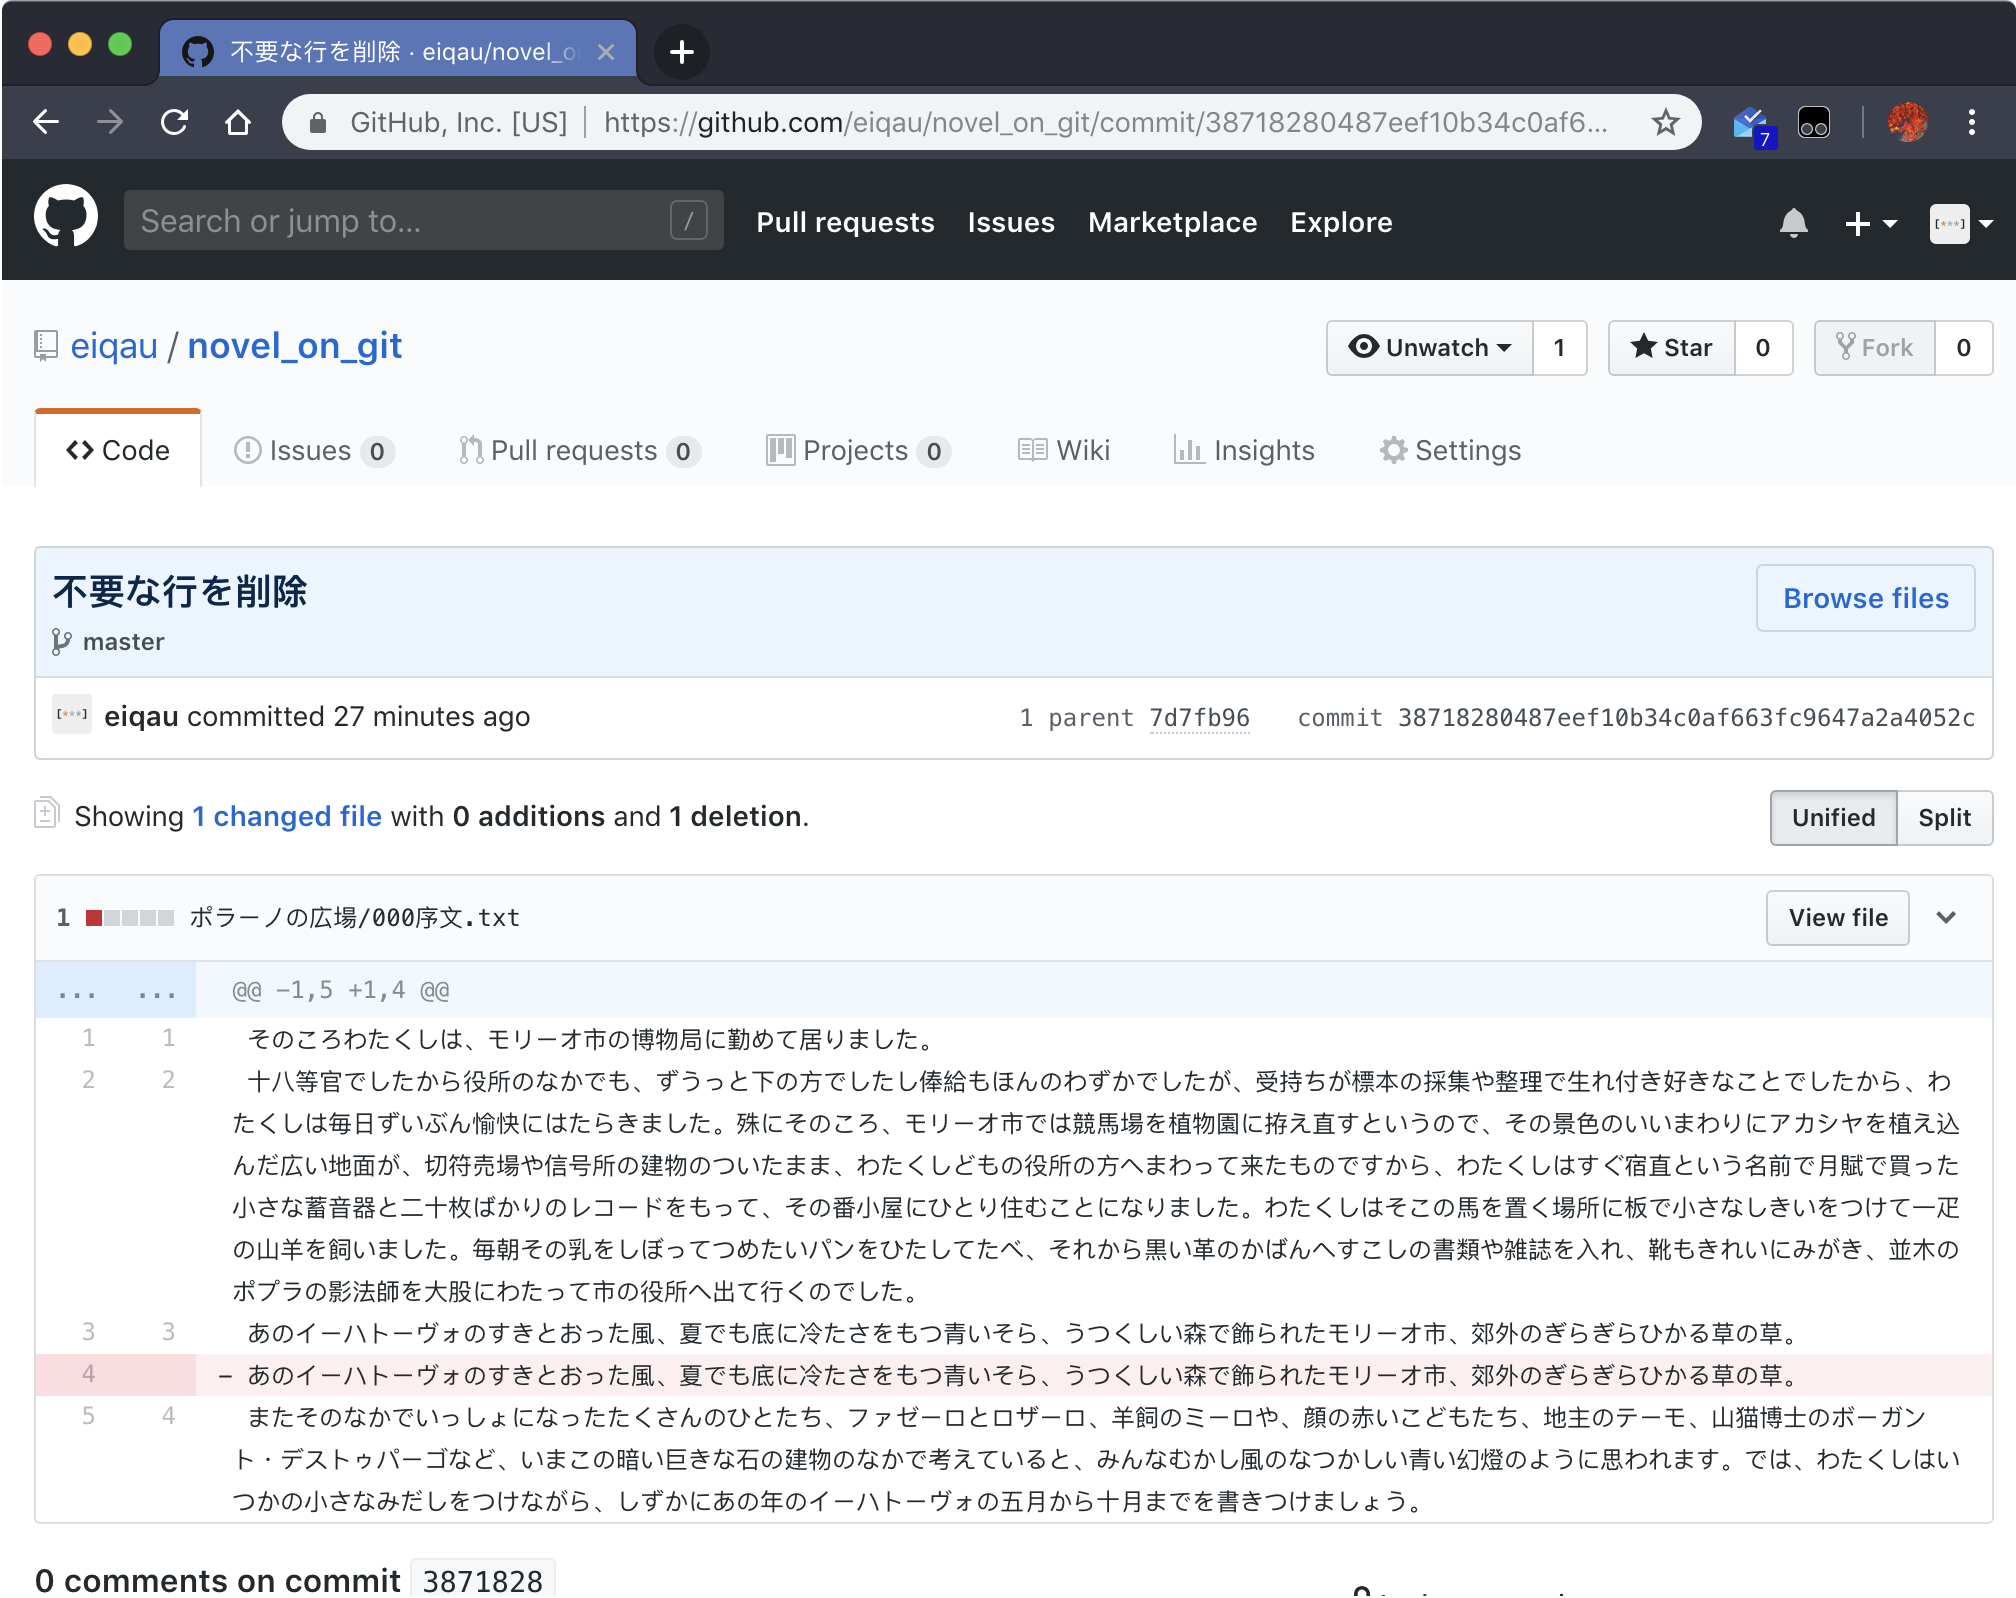 不要な行を削除 · eiqau/novel_o
GitHub, Inc. [US] https://github.com/eiqau/novel_on_git/commit/38718280487eef10b34c0af6...
7
Search or jump to... /
Pull requests Issues Marketplace Explore
eiqau / novel_on_git
Unwatch 1 Star 0 Fork 0
Code Issues 0 Pull requests 0 Projects 0 Wiki Insights Settings
不要な行を削除
Browse files
master
eiqau committed 27 minutes ago 1 parent 7d7fb96 commit 38718280487eef10b34c0af663fc9647a2a4052c
Showing 1 changed file with 0 additions and 1 deletion.
Unified Split
1 ポラーノの広場/000序文.txt View file
... ... @@ -1,5 +1,4 @@
1 1 そのころわたくしは、モリーオ市の博物局に勤めて居りました。
2 2 十八等官でしたから役所のなかでも、ずうっと下の方でしたし俸給もほんのわずかでしたが、受持ちが標本の採集や整理で生れ付き好きなことでしたから、わ
たくしは毎日ずいぶん愉快にはたらきました。殊にそのころ、モリーオ市では競馬場を植物園に拵え直すというので、その景色のいいまわりにアカシヤを植え込
んだ広い地面が、切符売場や信号所の建物のついたまま、わたくしどもの役所の方へまわって来たものですから、わたくしはすぐ宿直という名前で月賦で買った
小さな蓄音器と二十枚ばかりのレコードをもって、その番小屋にひとり住むことになりました。わたくしはそこの馬を置く場所に板で小さなしきいをつけて一疋
の山羊を飼いました。毎朝その乳をしぼってつめたいパンをひたしてたべ、それから黒い革のかばんへすこしの書類や雑誌を入れ、靴もきれいにみがき、並木の
ポプラの影法師を大股にわたって市の役所へ出て行くのでした。
3 3 あのイーハトーヴォのすきとおった風、夏でも底に冷たさをもつ青いそら、うつくしい森で飾られたモリーオ市、郊外のぎらぎらひかる草の草。
4 - あのイーハトーヴォのすきとおった風、夏でも底に冷たさをもつ青いそら、うつくしい森で飾られたモリーオ市、郊外のぎらぎらひかる草の草。
5 4 またそのなかでいっしょになったたくさんのひとたち、ファゼーロとロザーロ、羊飼のミーロや、顔の赤いこどもたち、地主のテーモ、山猫博士のボーガン
ト・デストゥパーゴなど、いまこの暗い巨きな石の建物のなかで考えていると、みんなむかし風のなつかしい青い幻燈のように思われます。では、わたくしはい
つかの小さなみだしをつけながら、しずかにあの年のイーハトーヴォの五月から十月までを書きつけましょう。
0 comments on commit 3871828